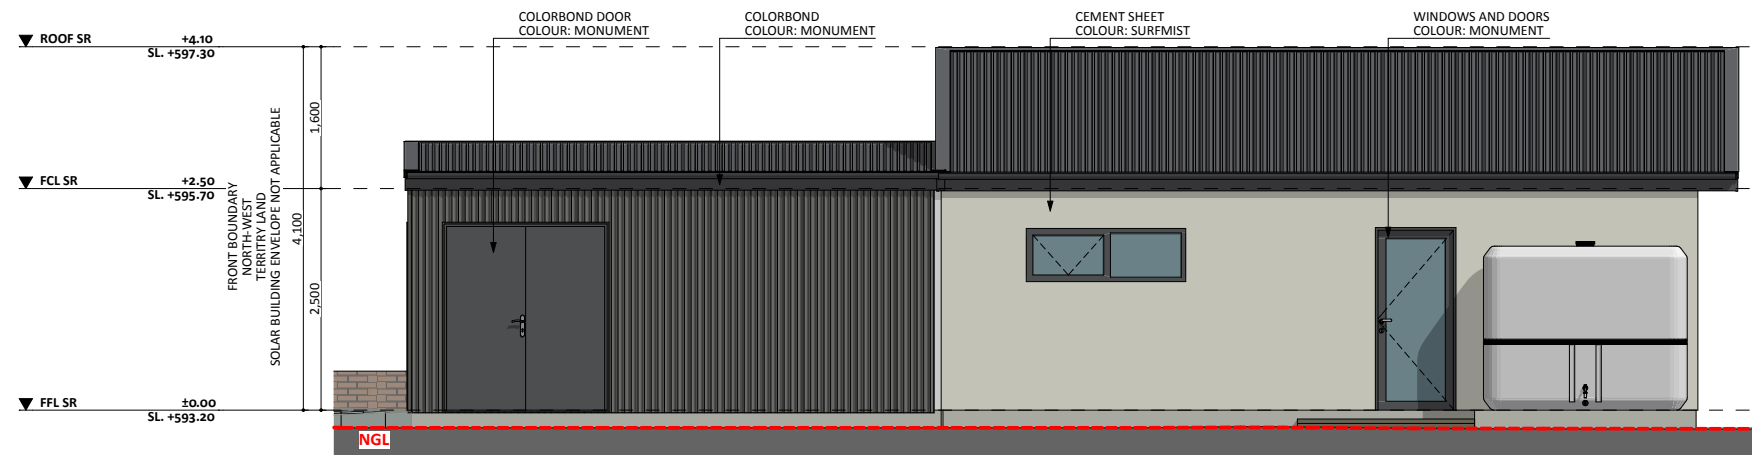 COLORBOND DOOR
COLOUR: MONUMENT
COLORBOND
COLOUR: MONUMENT
CEMENT SHEET
COLOUR: SURFMIST
WINDOWS AND DOORS
COLOUR: MONUMENT
ROOF SR +4.10
SL. +597.30
1,600
FCL SR +2.50
SL. +595.70
FRONT BOUNDARY
NORTH-WEST
TERRITRY LAND
SOLAR BUILDING ENVELOPE NOT APPLICABLE
4,100
2,500
FFL SR ±0.00
SL. +593.20
NGL